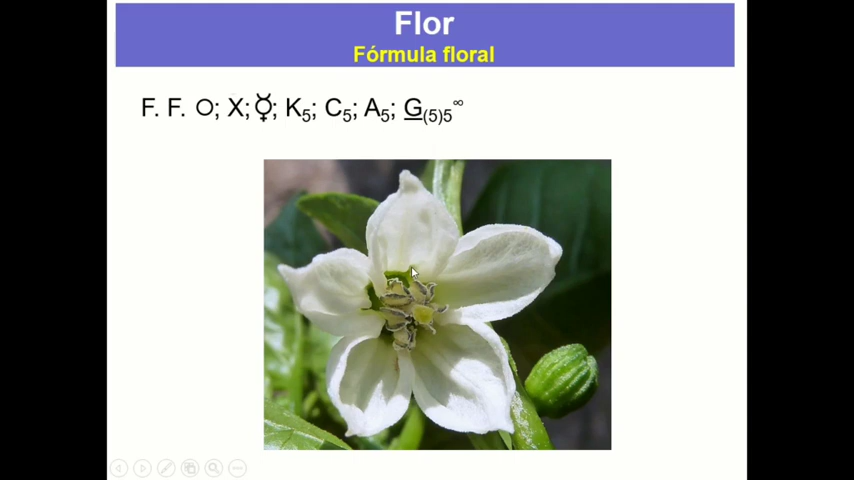 Flor
Fórmula floral
F. F. ○; X; ☿; K₅; C₅; A₅; G₍₅₎₅^∞